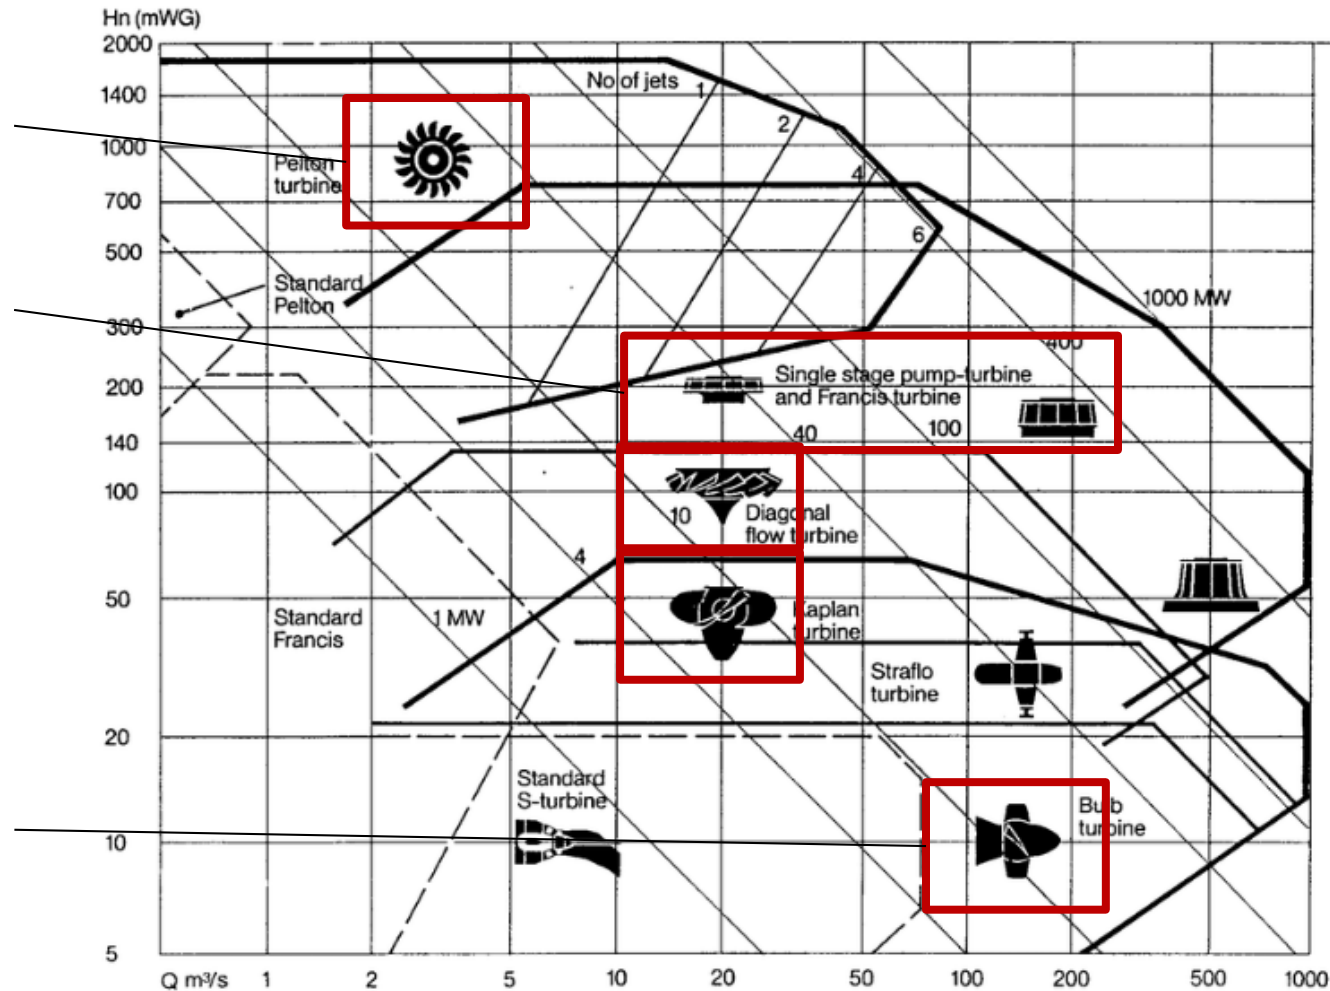 Hn (mWG)
2000
1400
1000
700
500
300
200
140
100
50
20
10
5
No of jets
1
2
4
6
Pelton
turbine
Standard
Pelton
1000 MW
400
Single stage pump-turbine
and Francis turbine
40
100
10
Diagonal
flow turbine
4
Standard
Francis
1 MW
Kaplan
turbine
Straflo
turbine
Standard
S-turbine
Bulb
turbine
Q m³/s
1
2
5
10
20
50
100
200
500
1000